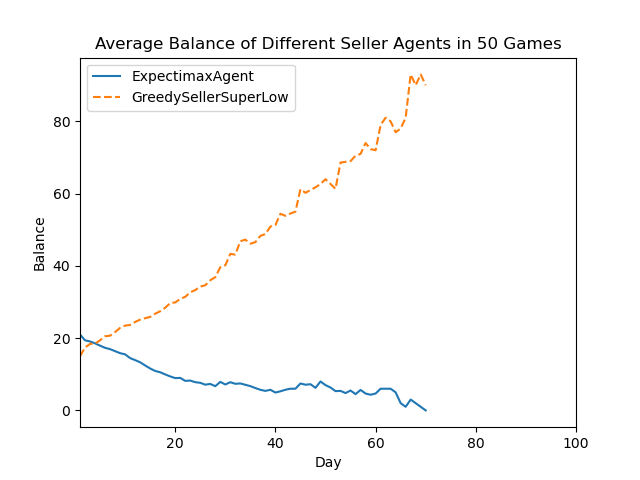 Average Balance of Different Seller Agents in 50 Games
ExpectimaxAgent
GreedySellerSuperLow
80
60
40
20
0
Balance
20 40 60 80 100
Day